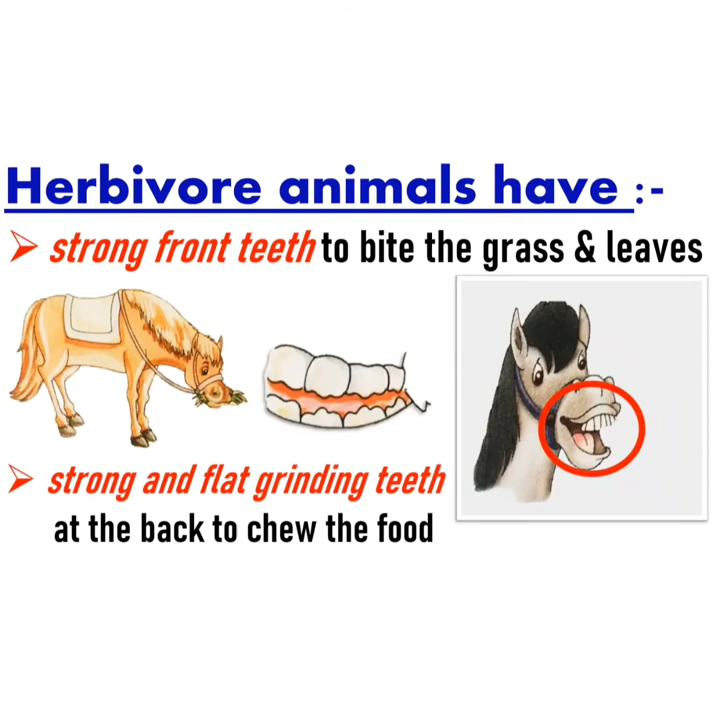 Herbivore animals have :-
strong front teeth to bite the grass & leaves
strong and flat grinding teeth
at the back to chew the food